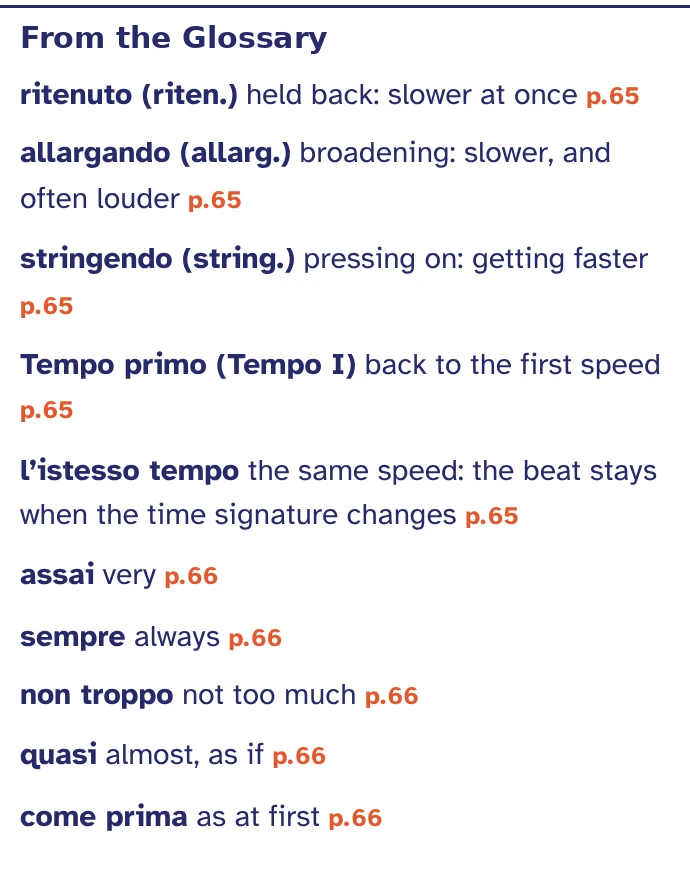 From the Glossary
ritenuto (riten.) held back: slower at once p.65
allargando (allarg.) broadening: slower, and
often louder p.65
stringendo (string.) pressing on: getting faster
p.65
Tempo primo (Tempo I) back to the first speed
p.65
l’istesso tempo the same speed: the beat stays
when the time signature changes p.65
assai very p.66
sempre always p.66
non troppo not too much p.66
quasi almost, as if p.66
come prima as at first p.66